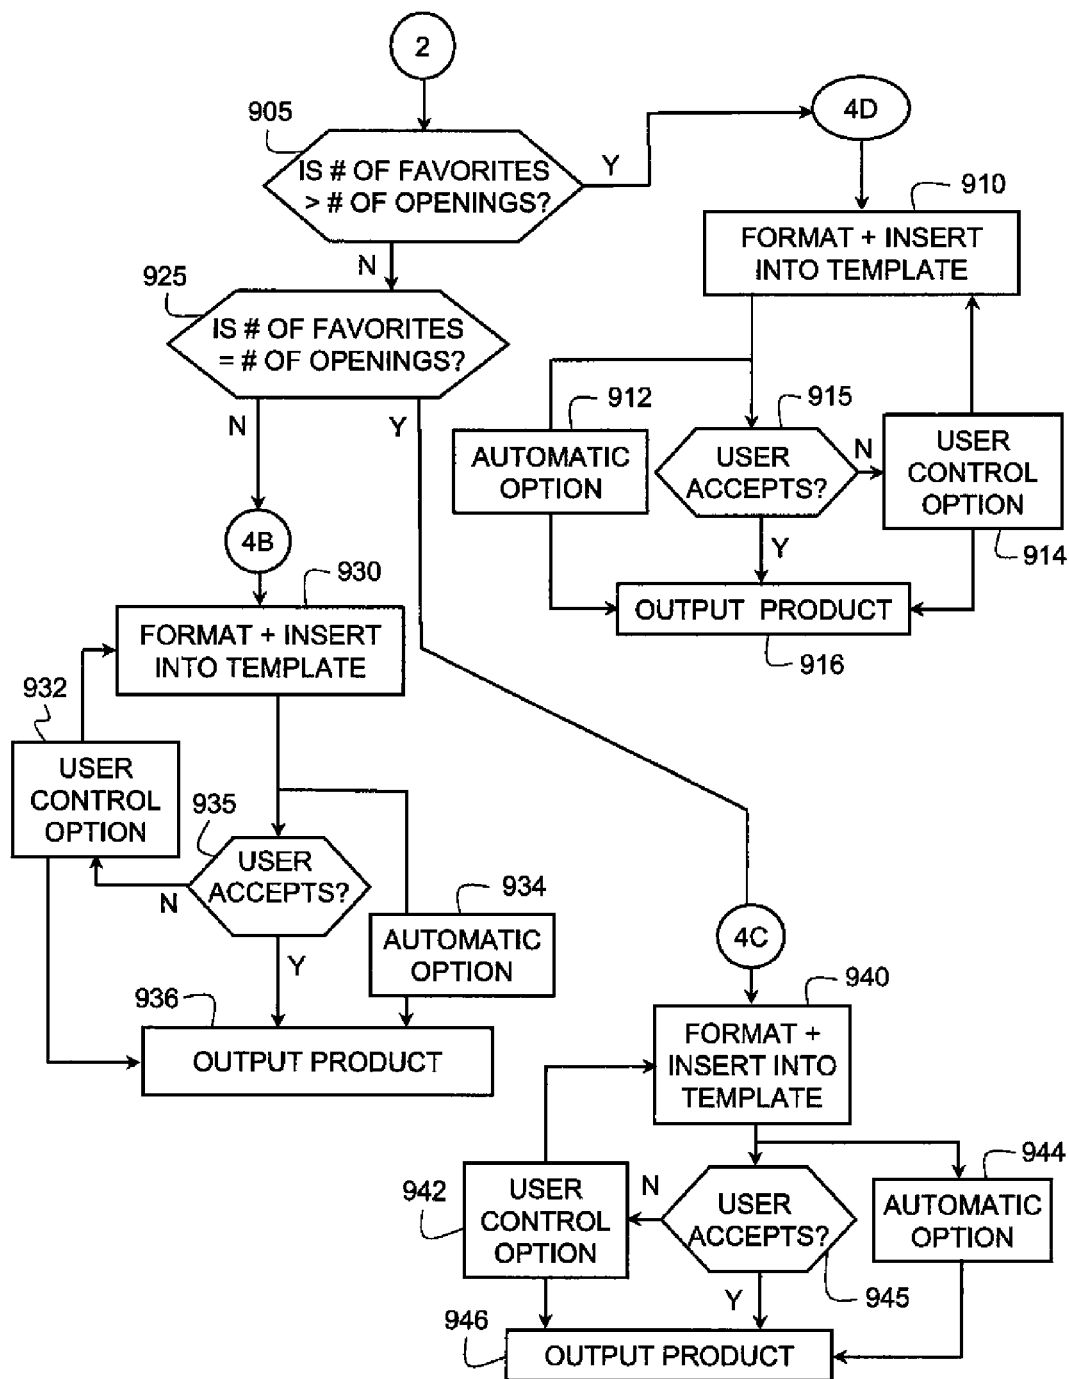 2
905
IS # OF FAVORITES
> # OF OPENINGS?
Y
N
4D
910
FORMAT + INSERT
INTO TEMPLATE
925
IS # OF FAVORITES
= # OF OPENINGS?
N
Y
912
AUTOMATIC
OPTION
915
USER
ACCEPTS?
N
Y
USER
CONTROL
OPTION
914
OUTPUT PRODUCT
916
4B
930
FORMAT + INSERT
INTO TEMPLATE
932
USER
CONTROL
OPTION
935
USER
ACCEPTS?
N
Y
934
AUTOMATIC
OPTION
936
OUTPUT PRODUCT
4C
940
FORMAT +
INSERT INTO
TEMPLATE
942
USER
CONTROL
OPTION
N
USER
ACCEPTS?
Y
945
944
AUTOMATIC
OPTION
946
OUTPUT PRODUCT